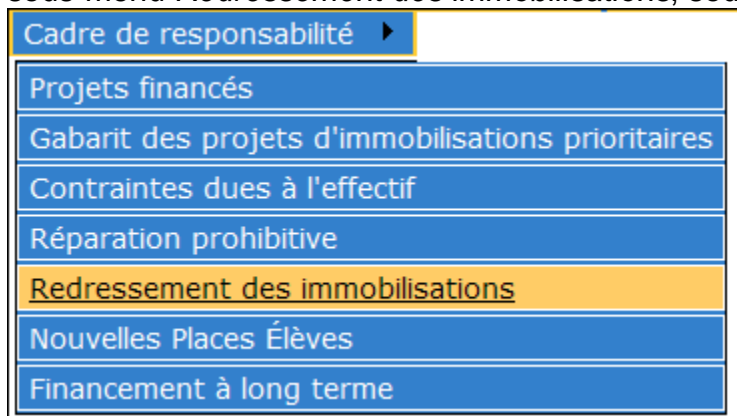 Cadre de responsabilité
Projets financés
Gabarit des projets d'immobilisations prioritaires
Contraintes dues à l'effectif
Réparation prohibitive
Redressement des immobilisations
Nouvelles Places Élèves
Financement à long terme